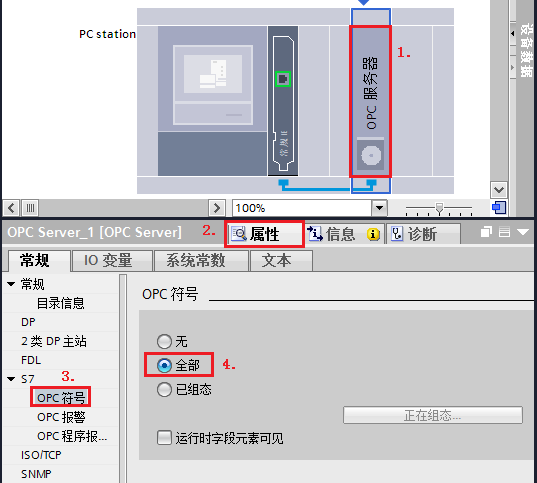 PC station
1.
OPC 服务器
常规 IE
设备数据
100%
OPC Server_1 [OPC Server]
2.
属性
信息
诊断
常规
IO 变量
系统常数
文本
常规
目录信息
DP
2 类 DP 主站
FDL
3.
S7
OPC 符号
OPC 报警
OPC 程序报...
ISO/TCP
SNMP
OPC 符号
无
全部
4.
已组态
正在组态...
运行时字段元素可见